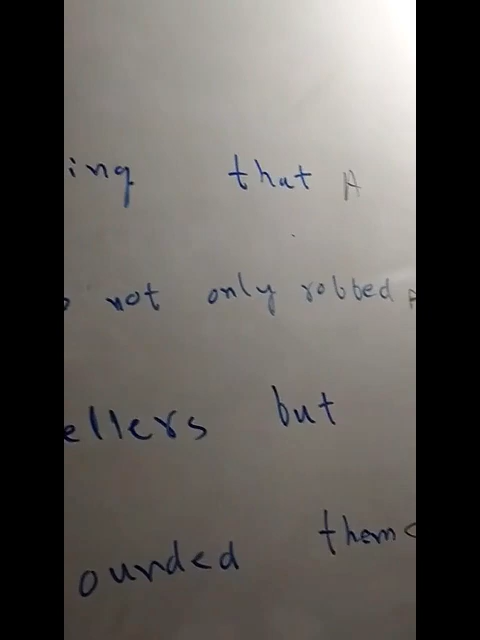 ing that A
not only robbed
ellers but
ounded them